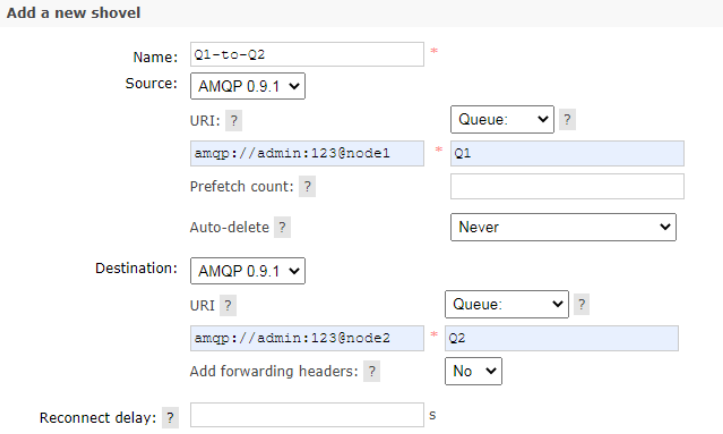 Add a new shovel
Name: Q1-to-Q2 *
Source: AMQP 0.9.1
URI: ? Queue: ?
amqp://admin:123@node1 * Q1
Prefetch count: ?
Auto-delete ? Never
Destination: AMQP 0.9.1
URI ? Queue: ?
amqp://admin:123@node2 * Q2
Add forwarding headers: ? No
Reconnect delay: ? s